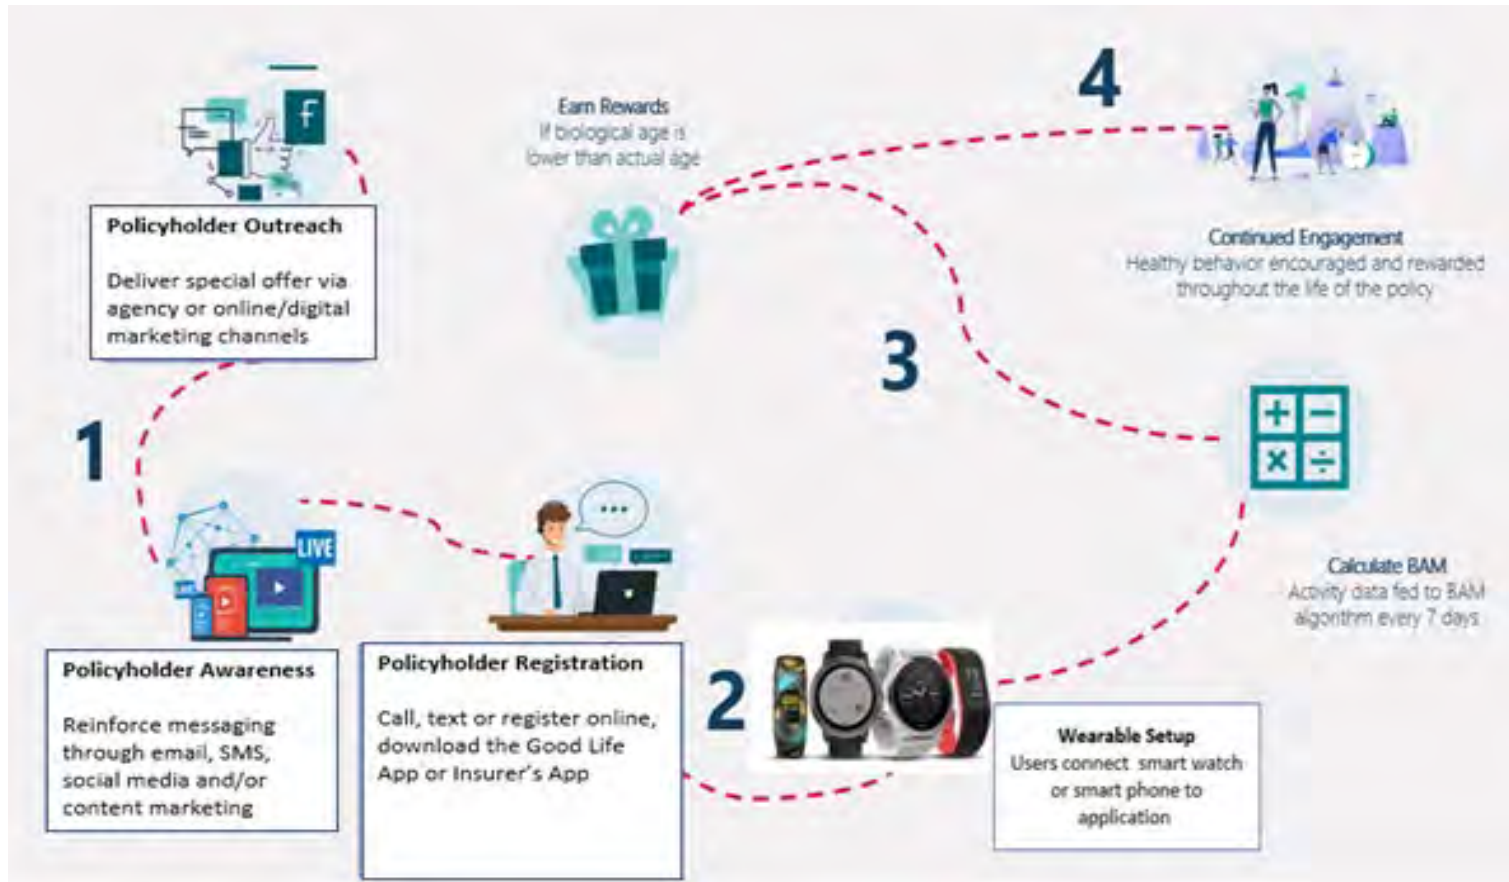 f
Policyholder Outreach
Deliver special offer via
agency or online/digital
marketing channels
1
LIVE
LIVE
Policyholder Awareness
Reinforce messaging
through email, SMS,
social media and/or
content marketing
Policyholder Registration
Call, text or register online,
download the Good Life
App or Insurer's App
2
Wearable Setup
Users connect smart watch
or smart phone to
application
Calculate BAM
Activity data fed to BAM
algorithm every 7 days
3
Earn Rewards
If biological age is
lower than actual age
4
Continued Engagement
Healthy behavior encouraged and rewarded
throughout the life of the policy